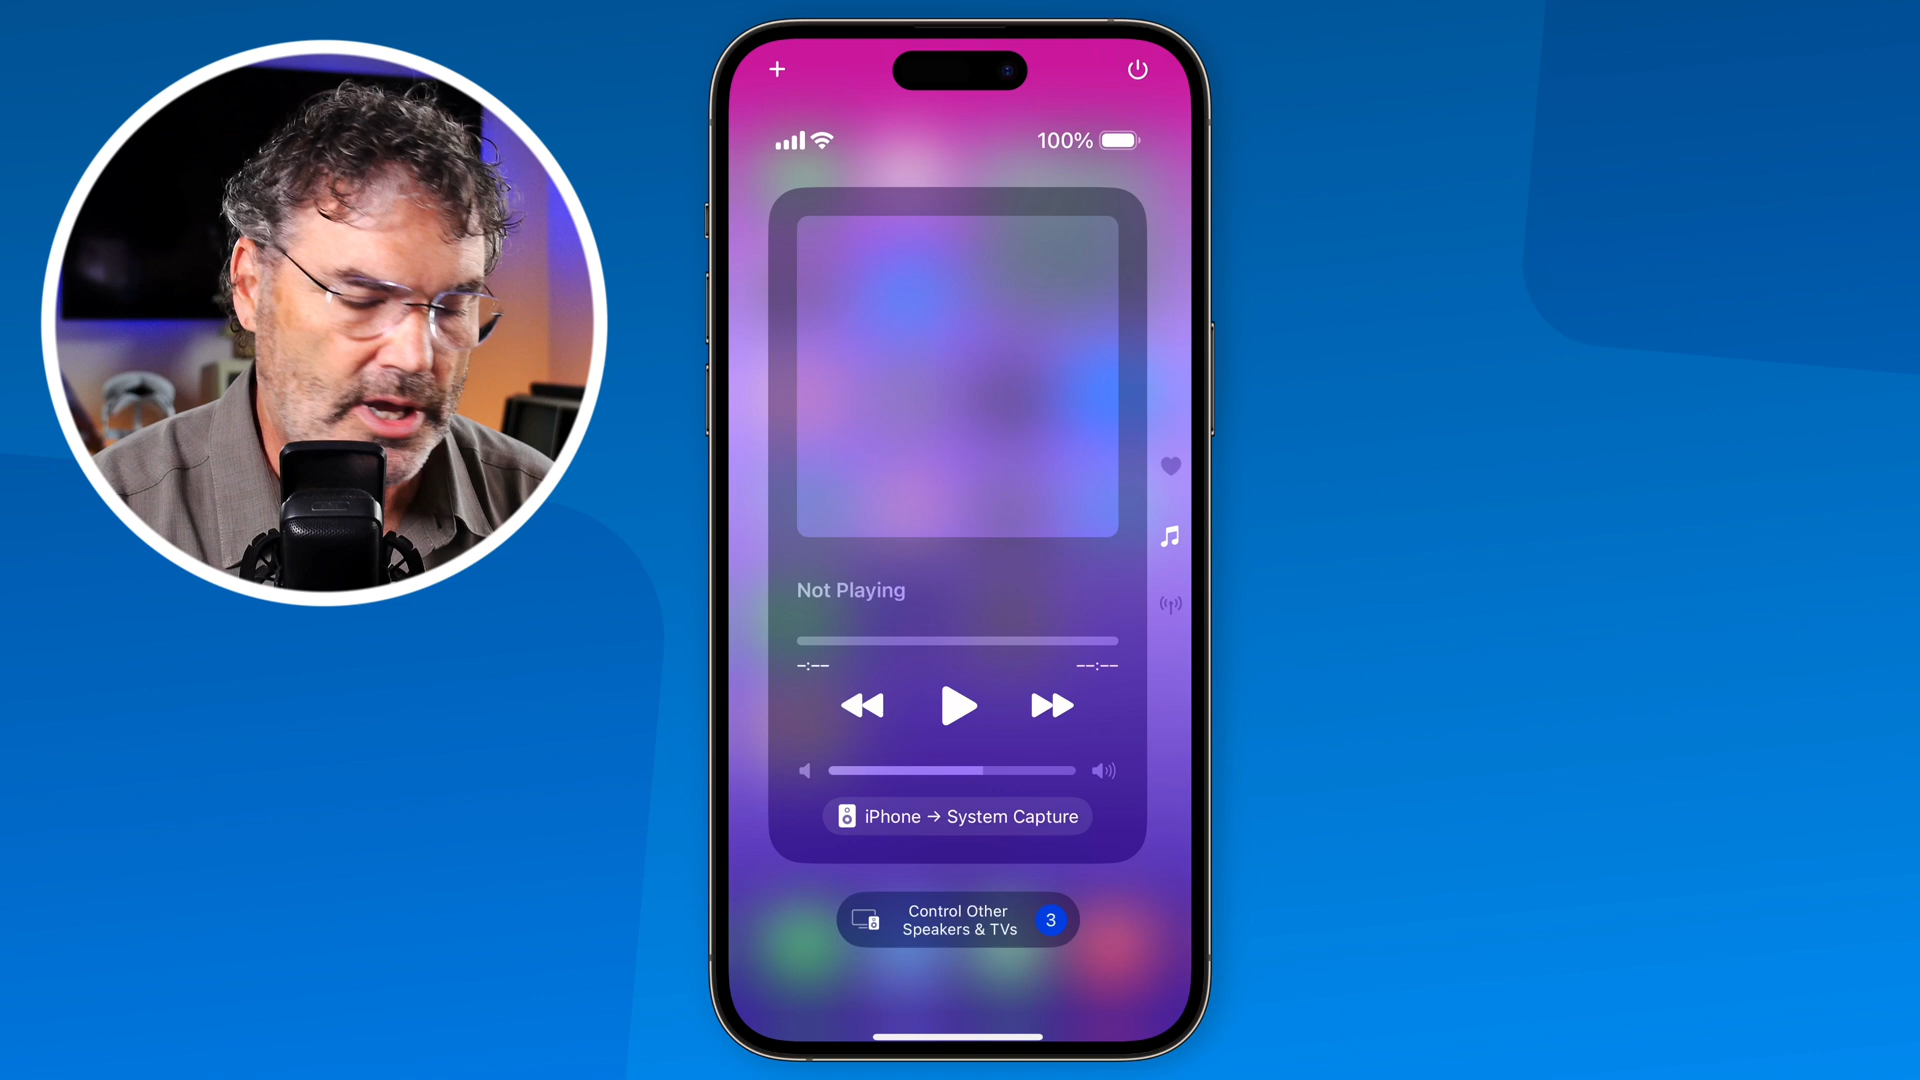 100%
Not Playing
-:--
--:--
iPhone → System Capture
Control Other
Speakers & TVs
3